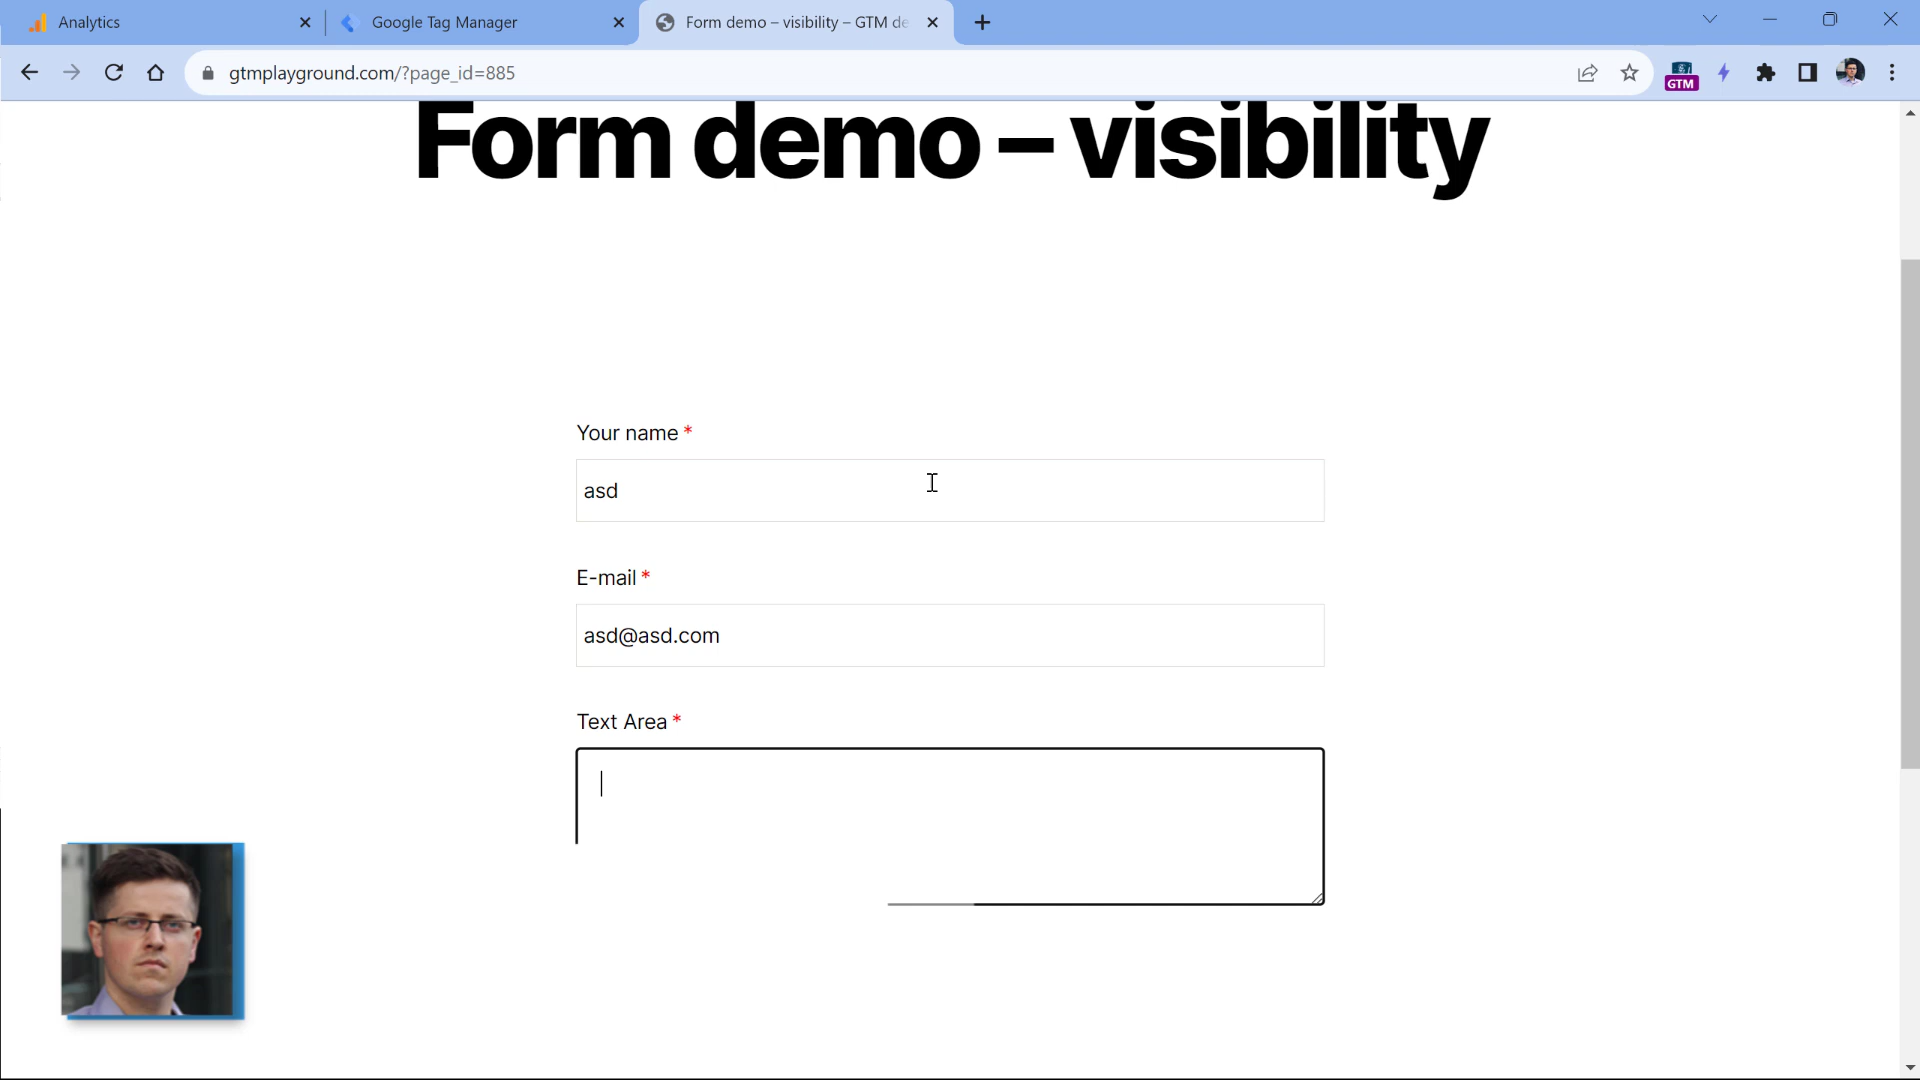 Analytics
Google Tag Manager
Form demo – visibility – GTM de
gtmplayground.com/?page_id=885
GTM
Form demo – visibility
Your name *
asd
E-mail *
asd@asd.com
Text Area *